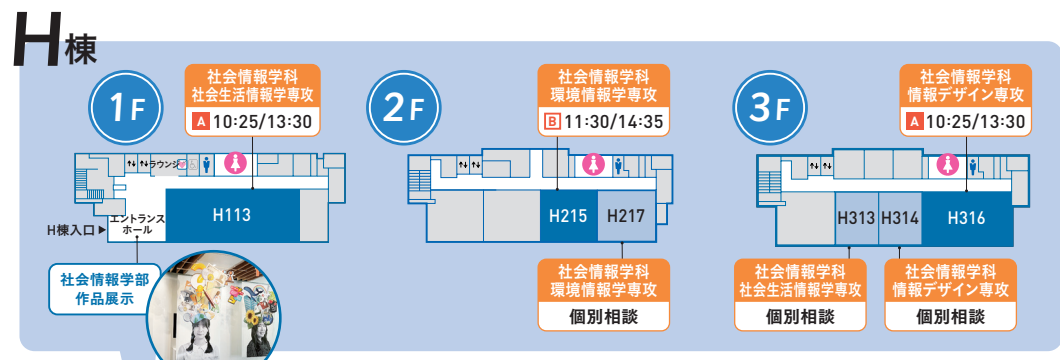 H棟
1F
社会情報学科
社会生活情報学専攻
A 10:25/13:30
ラウンジ
H113
エントランス
ホール
H棟入口▶
社会情報学部
作品展示
2F
社会情報学科
環境情報学専攻
B 11:30/14:35
H215
H217
社会情報学科
環境情報学専攻
個別相談
3F
社会情報学科
情報デザイン専攻
A 10:25/13:30
H313
H314
H316
社会情報学科
社会生活情報学専攻
個別相談
社会情報学科
情報デザイン専攻
個別相談